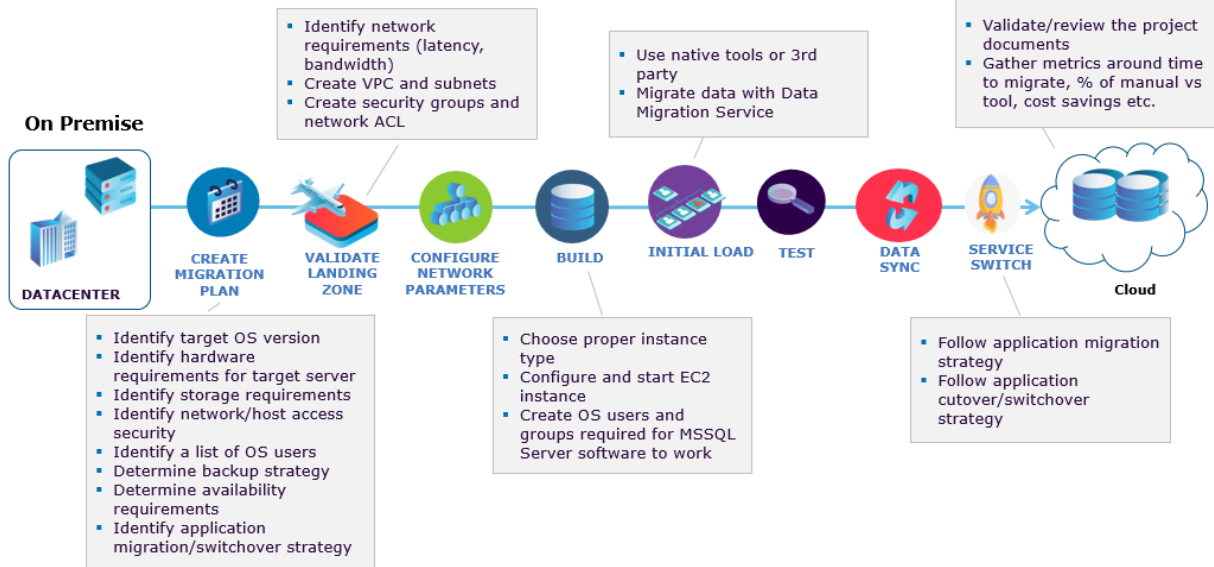 ▪ Identify network
requirements (latency,
bandwidth)
▪ Create VPC and subnets
▪ Create security groups and
network ACL
▪ Use native tools or 3rd
party
▪ Migrate data with Data
Migration Service
▪ Validate/review the project
documents
▪ Gather metrics around time
to migrate, % of manual vs
tool, cost savings etc.
On Premise
DATACENTER
CREATE
MIGRATION
PLAN
VALIDATE
LANDING
ZONE
CONFIGURE
NETWORK
PARAMETERS
BUILD
INITIAL LOAD
TEST
DATA
SYNC
SERVICE
SWITCH
Cloud
▪ Identify target OS version
▪ Identify hardware
requirements for target server
▪ Identify storage requirements
▪ Identify network/host access
security
▪ Identify a list of OS users
▪ Determine backup strategy
▪ Determine availability
requirements
▪ Identify application
migration/switchover strategy
▪ Choose proper instance
type
▪ Configure and start EC2
instance
▪ Create OS users and
groups required for MSSQL
Server software to work
▪ Follow application migration
strategy
▪ Follow application
cutover/switchover
strategy